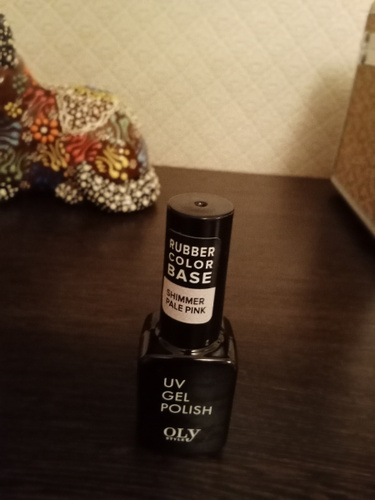 RUBBER
COLOR
BASE
SHIMMER
PALE PINK
UV
GEL
POLISH
OLY